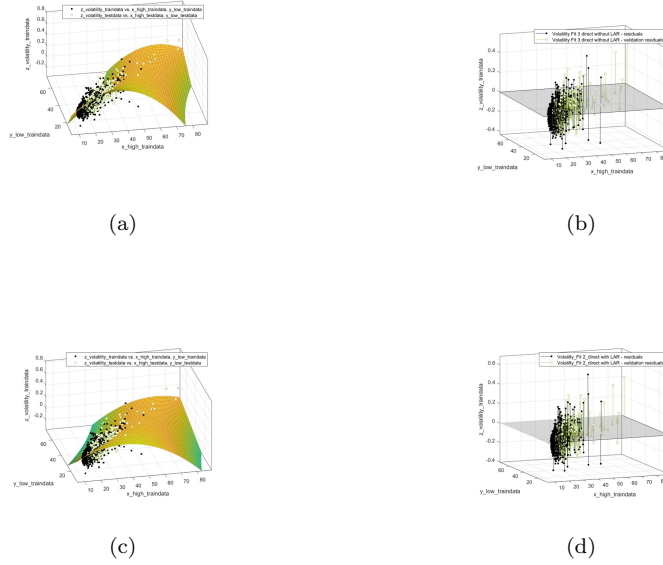 z_volatility_traindata vs. x_high_traindata, y_low_traindata
z_volatility_testdata vs. x_high_testdata, y_low_testdata
z_volatility_traindata
0.8
0.6
0.4
0.2
0
-0.2
60
40
20
y_low_traindata
10 20 30 40 50 60 70 80
x_high_traindata
(a)
Volatility Fit 3 direct without LAR - residuals
Volatility Fit 3 direct without LAR - validation residuals
z_volatility_traindata
0.4
0.2
0
-0.2
-0.4
60
40
20
y_low_traindata
10 20 30 40 50 60 70 80
x_high_traindata
(b)
z_volatility_traindata vs. x_high_traindata, y_low_traindata
z_volatility_testdata vs. x_high_testdata, y_low_testdata
z_volatility_traindata
0.8
0.6
0.4
0.2
0
-0.2
60
40
20
y_low_traindata
10 20 30 40 50 60 70 80
x_high_traindata
(c)
Volatility_Fit 2_direct with LAR - residuals
Volatility_Fit 2_direct with LAR - validation residuals
z_volatility_traindata
0.6
0.4
0.2
0
-0.2
-0.4
60
40
20
y_low_traindata
10 20 30 40 50 60 70 80
x_high_traindata
(d)